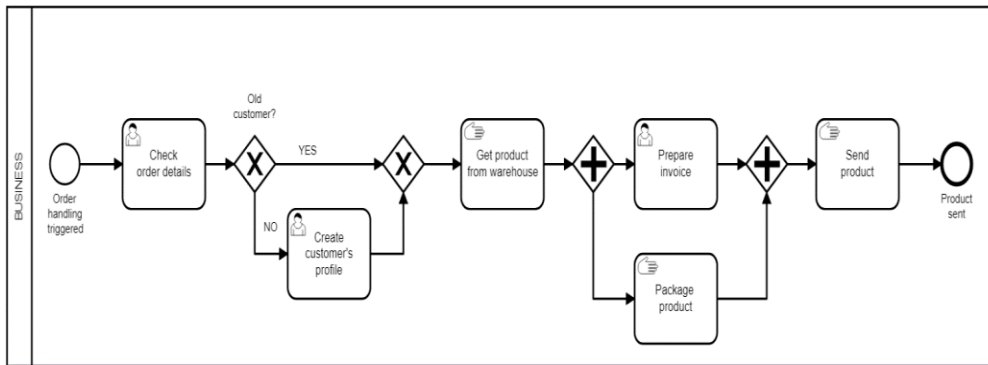 BUSINESS
Order
handling
triggered
Check
order details
Old
customer?
YES
NO
Create
customer's
profile
Get product
from warehouse
Prepare
invoice
Package
product
Send
product
Product
sent